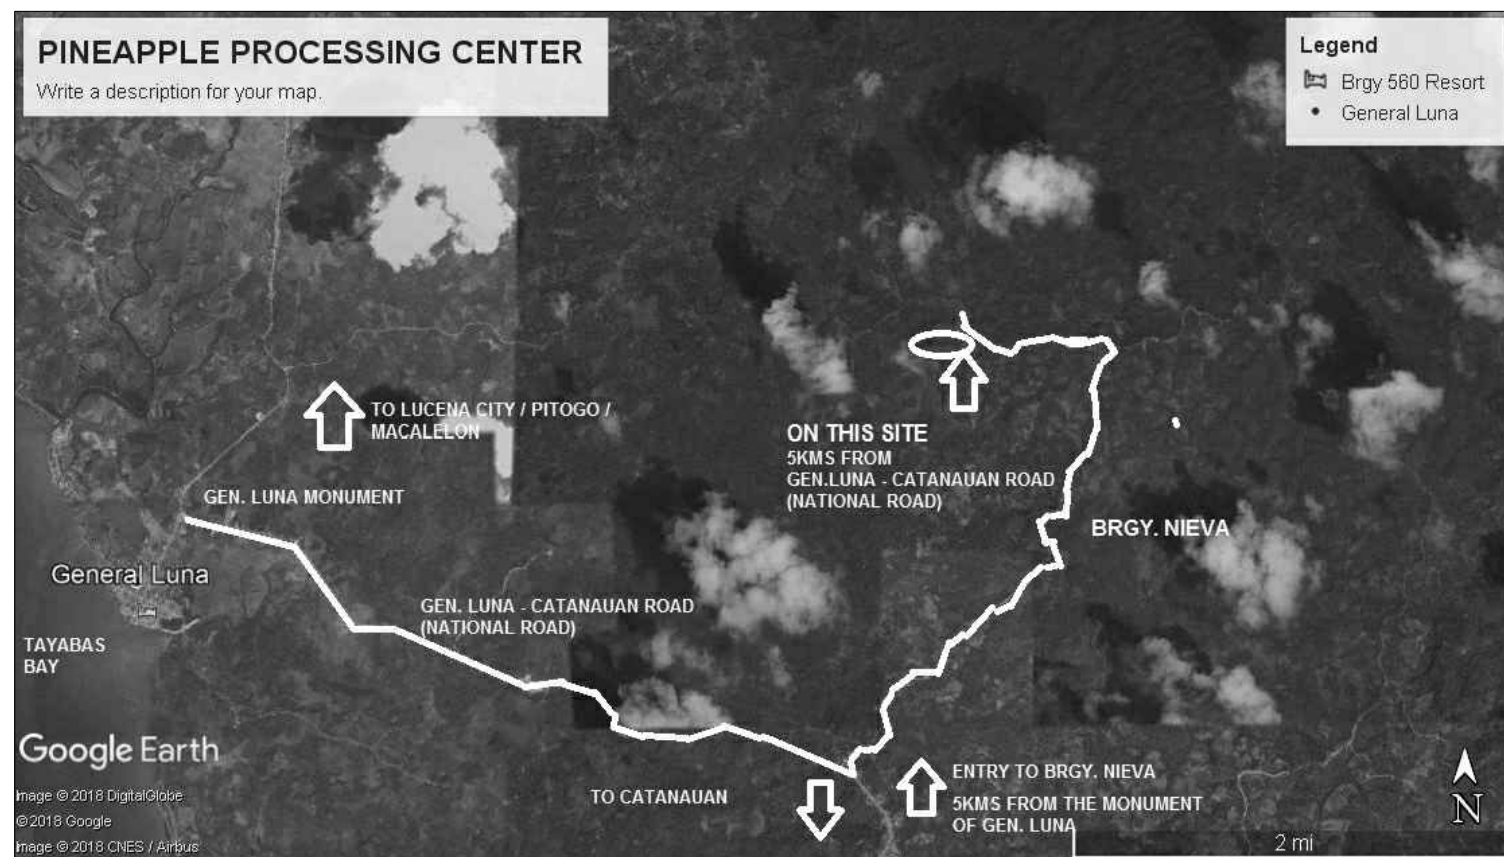 PINEAPPLE PROCESSING CENTER
Write a description for your map.
Legend
Brgy 560 Resort
General Luna
TO LUCENA CITY / PITOGO /
MACALELON
ON THIS SITE
5KMS FROM
GEN.LUNA - CATANAUAN ROAD
(NATIONAL ROAD)
GEN. LUNA MONUMENT
BRGY. NIEVA
General Luna
GEN. LUNA - CATANAUAN ROAD
(NATIONAL ROAD)
TAYABAS
BAY
Google Earth
TO CATANAUAN
ENTRY TO BRGY. NIEVA
5KMS FROM THE MONUMENT
OF GEN. LUNA
Image © 2018 DigitalGlobe
© 2018 Google
Image © 2018 CNES / Airbus
N
2 mi